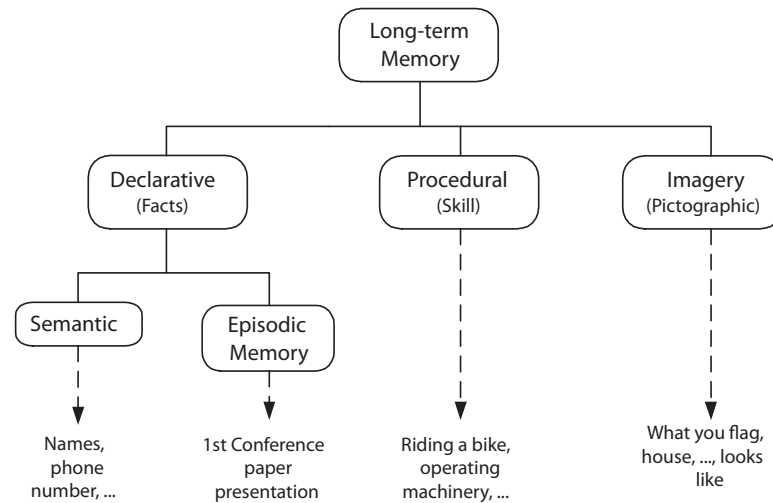 Long-term
Memory
Declarative
(Facts)
Procedural
(Skill)
Imagery
(Pictographic)
Semantic
Episodic
Memory
Names,
phone
number, ...
1st Conference
paper
presentation
Riding a bike,
operating
machinery, ...
What you flag,
house, ..., looks
like